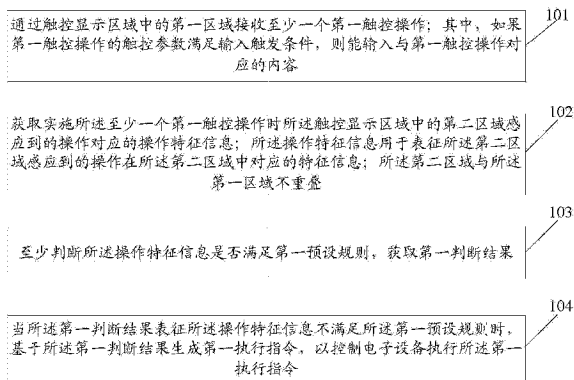 通过触控显示区域中的第一区域接收至少一个第一触控操作；其中，如果
第一触控操作的触控参数满足输入触发条件，则能输入与第一触控操作对
应的内容
101
获取实施所述至少一个第一触控操作时所述触控显示区域中的第二区域感
应到的操作对应的操作特征信息；所述操作特征信息用于表征所述第二区
域感应到的操作在所述第二区域中对应的特征信息；所述第二区域与所述
第一区域不重叠
102
至少判断所述操作特征信息是否满足第一预设规则，获取第一判断结果
103
当所述第一判断结果表征所述操作特征信息不满足所述第一预设规则时，
基于所述第一判断结果生成第一执行指令，以控制电子设备执行所述第一
执行指令
104